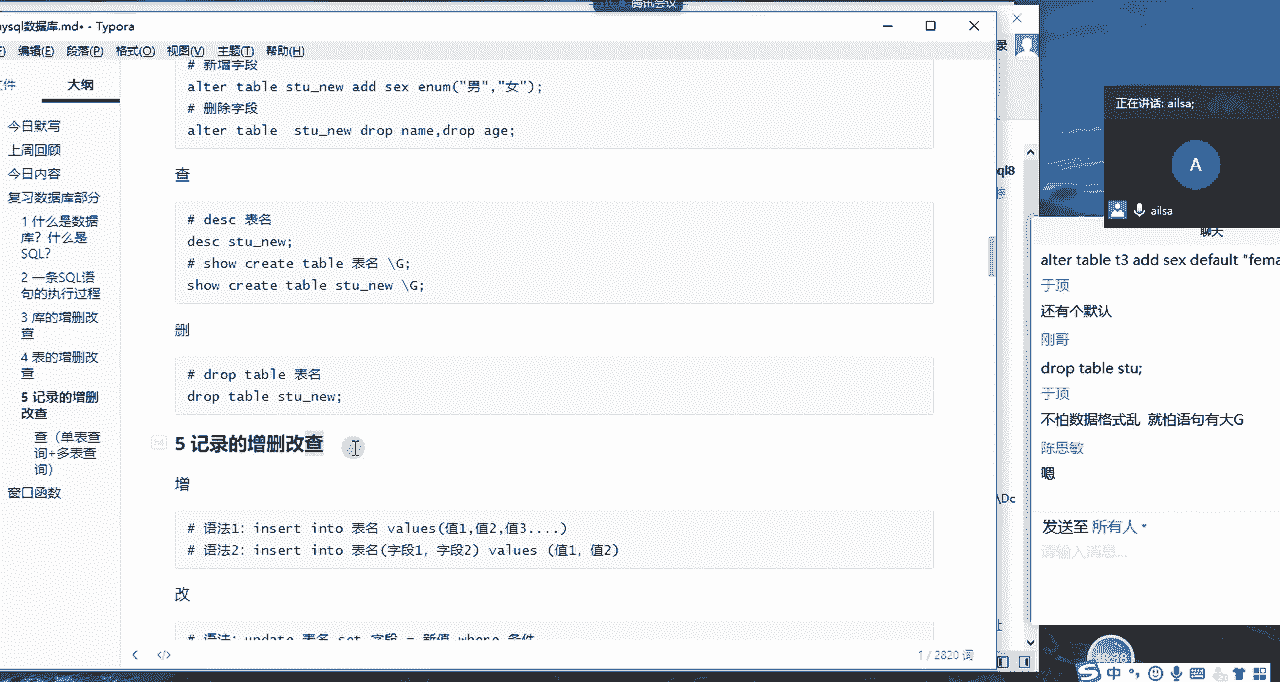 腾讯会议
ysql数据库.md• - Typora
编辑(E) 段落(P) 格式(O) 视图(V) 主题(T) 帮助(H)
大纲
今日默写
上周回顾
今日内容
复习数据库部分
1 什么是数据
库？什么是
SQL?
2 一条SQL语
句的执行过程
3 库的增删改
查
4 表的增删改
查
5 记录的增删
改查
查（单表查
询+多表查
询）
窗口函数
# 新增字段
alter table stu_new add sex enum("男","女");
# 删除字段
alter table  stu_new drop name,drop age;
查
# desc 表名
desc stu_new;
# show create table 表名 \G;
show create table stu_new \G;
删
# drop table 表名
drop table stu_new;
5 记录的增删改查
增
# 语法1: insert into 表名 values(值1,值2,值3....)
# 语法2: insert into 表名(字段1, 字段2) values (值1, 值2)
改
# 语法: update 表名 set 字段 = 新值 where 条件
1 / 2820 词
录
ql8
\Dc
正在讲话: ailsa;
A
ailsa
聊天
alter table t3 add sex default "fema
于顶
还有个默认
刚哥
drop table stu;
于顶
不怕数据格式乱 就怕语句有大G
陈思敏
嗯
发送至 所有人
请输入消息...
中